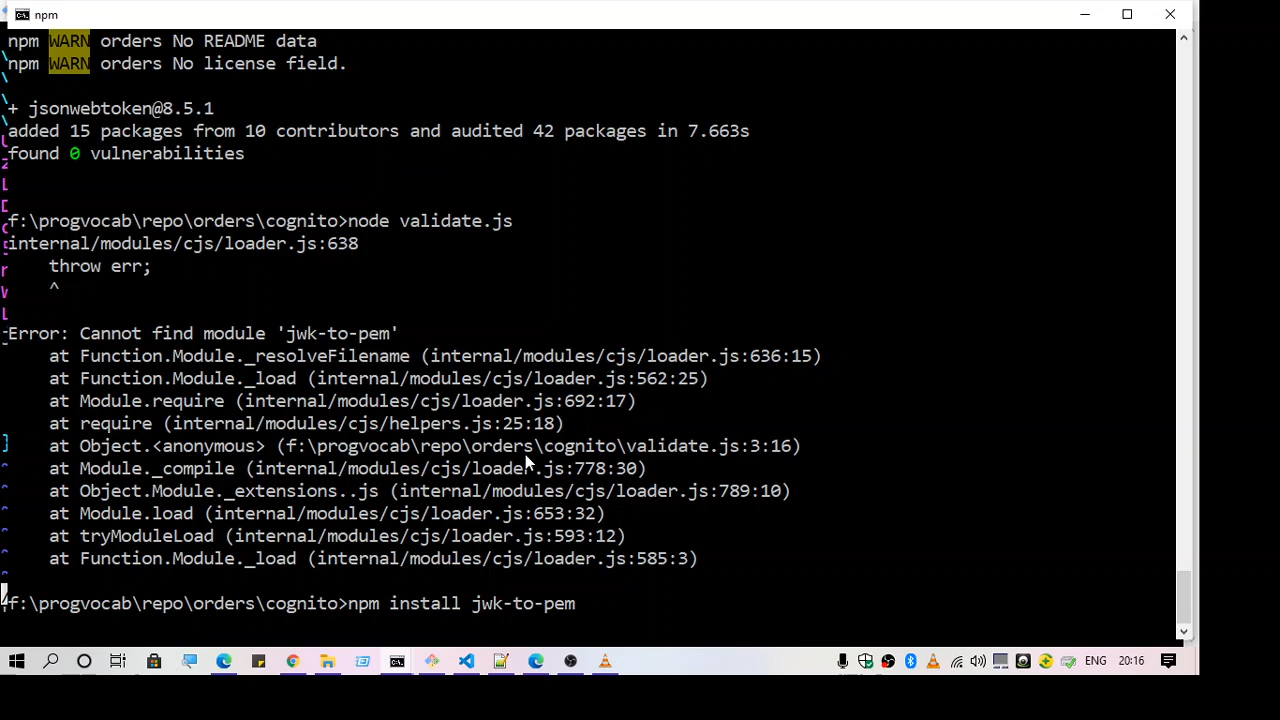 npm
npm WARN orders No README data
npm WARN orders No license field.
+ jsonwebtoken@8.5.1
added 15 packages from 10 contributors and audited 42 packages in 7.663s
found 0 vulnerabilities
f:\progvocab\repo\orders\cognito>node validate.js
internal/modules/cjs/loader.js:638
    throw err;
    ^
Error: Cannot find module 'jwk-to-pem'
    at Function.Module._resolveFilename (internal/modules/cjs/loader.js:636:15)
    at Function.Module._load (internal/modules/cjs/loader.js:562:25)
    at Module.require (internal/modules/cjs/loader.js:692:17)
    at require (internal/modules/cjs/helpers.js:25:18)
    at Object.<anonymous> (f:\progvocab\repo\orders\cognito\validate.js:3:16)
    at Module._compile (internal/modules/cjs/loader.js:778:30)
    at Object.Module._extensions..js (internal/modules/cjs/loader.js:789:10)
    at Module.load (internal/modules/cjs/loader.js:653:32)
    at tryModuleLoad (internal/modules/cjs/loader.js:593:12)
    at Function.Module._load (internal/modules/cjs/loader.js:585:3)
f:\progvocab\repo\orders\cognito>npm install jwk-to-pem
ENG 20:16